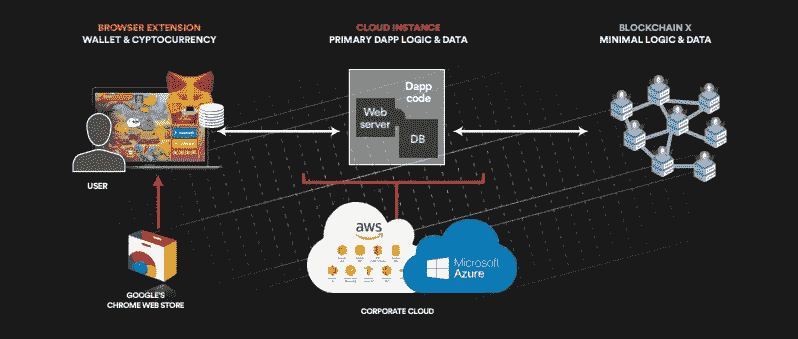 BROWSER EXTENSION
WALLET & CYPTOCURRENCY
CLOUD INSTANCE
PRIMARY DAPP LOGIC & DATA
BLOCKCHAIN X
MINIMAL LOGIC & DATA
Dapp
code
Web
server
DB
USER
aws
Microsoft
Azure
GOOGLE'S
CHROME WEB STORE
CORPORATE CLOUD